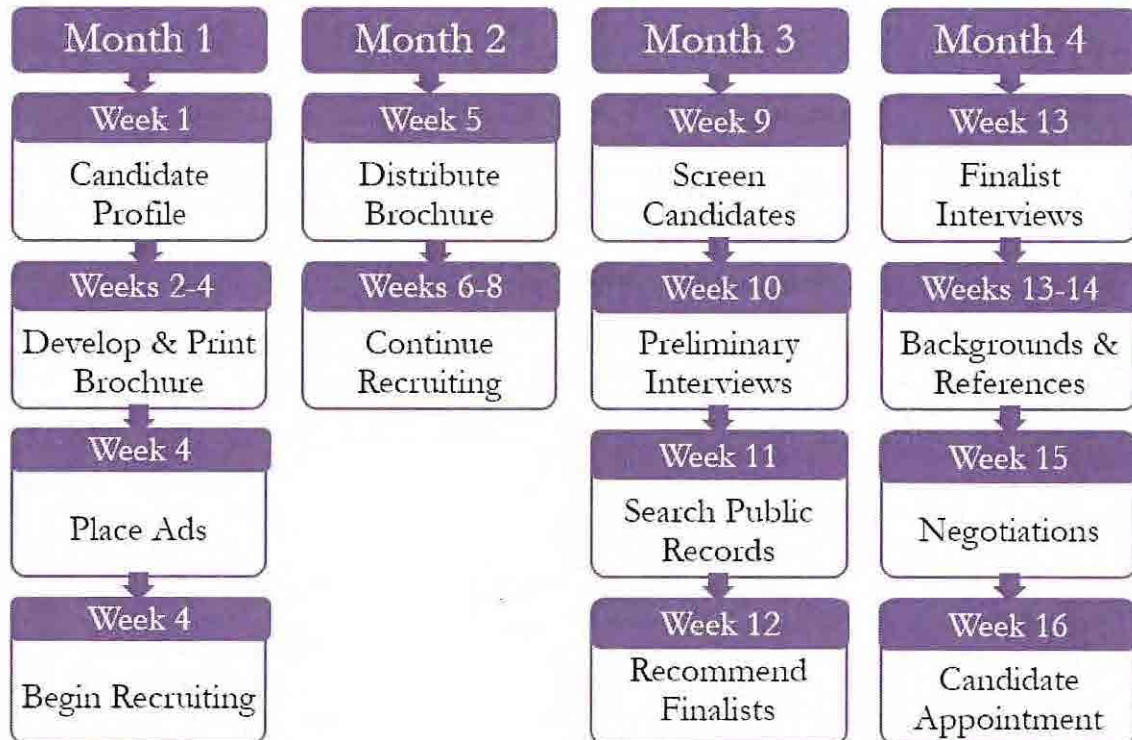 Month 1
Week 1
Candidate
Profile
Weeks 2-4
Develop & Print
Brochure
Week 4
Place Ads
Week 4
Begin Recruiting
Month 2
Week 5
Distribute
Brochure
Weeks 6-8
Continue
Recruiting
Month 3
Week 9
Screen
Candidates
Week 10
Preliminary
Interviews
Week 11
Search Public
Records
Week 12
Recommend
Finalists
Month 4
Week 13
Finalist
Interviews
Weeks 13-14
Backgrounds &
References
Week 15
Negotiations
Week 16
Candidate
Appointment